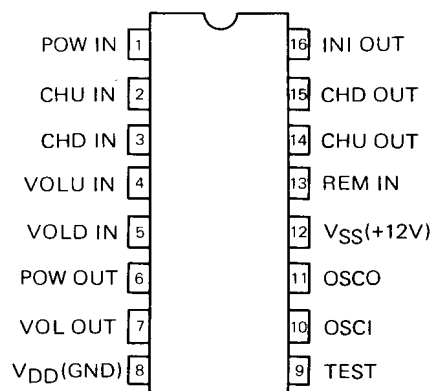 POW IN 1 16 INI OUT
CHU IN 2 15 CHD OUT
CHD IN 3 14 CHU OUT
VOLU IN 4 13 REM IN
VOLD IN 5 12 VSS(+12V)
POW OUT 6 11 OSCO
VOL OUT 7 10 OSCI
VDD(GND) 8 9 TEST